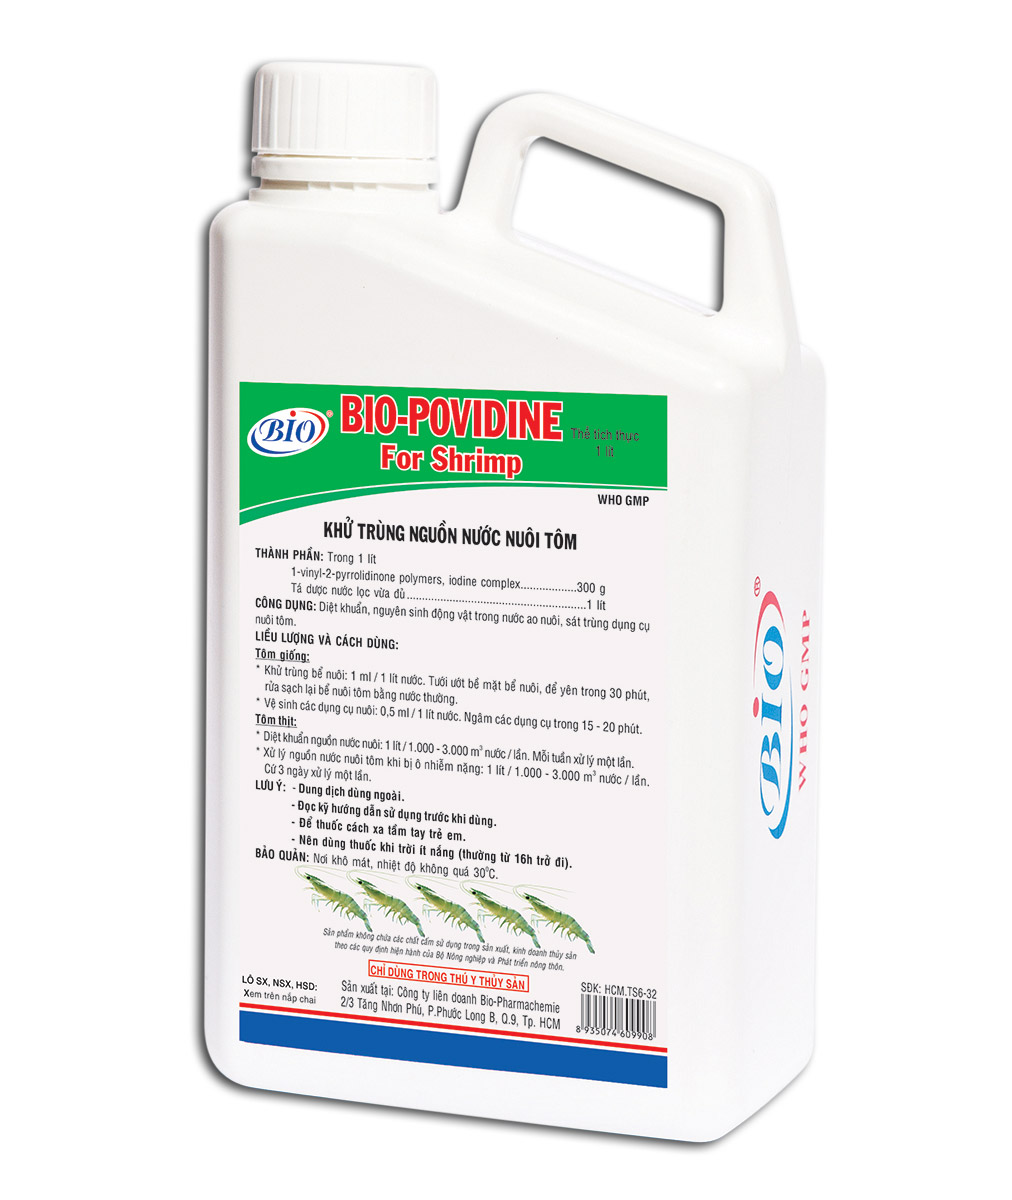 BIO®
BIO-POVIDINE
For Shrimp
Thể tích thực
1 lít
WHO GMP
KHỬ TRÙNG NGUỒN NƯỚC NUÔI TÔM
THÀNH PHẦN: Trong 1 lít
1-vinyl-2-pyrrolidinone polymers, iodine complex...................300 g
Tá dược nước lọc vừa đủ............................................................1 lít
CÔNG DỤNG: Diệt khuẩn, nguyên sinh động vật trong nước ao nuôi, sát trùng dụng cụ
nuôi tôm.
LIỀU LƯỢNG VÀ CÁCH DÙNG:
Tôm giống:
* Khử trùng bể nuôi: 1 ml / 1 lít nước. Tưới ướt bề mặt bể nuôi, để yên trong 30 phút,
rửa sạch lại bể nuôi tôm bằng nước thường.
* Vệ sinh các dụng cụ nuôi: 0,5 ml / 1 lít nước. Ngâm các dụng cụ trong 15 - 20 phút.
Tôm thịt:
* Diệt khuẩn nguồn nước nuôi: 1 lít / 1.000 - 3.000 m³ nước / lần. Mỗi tuần xử lý một lần.
* Xử lý nguồn nước nuôi tôm khi bị ô nhiễm nặng: 1 lít / 1.000 - 3.000 m³ nước / lần.
Cứ 3 ngày xử lý một lần.
LƯU Ý: - Dung dịch dùng ngoài.
- Đọc kỹ hướng dẫn sử dụng trước khi dùng.
- Để thuốc cách xa tầm tay trẻ em.
- Nên dùng thuốc khi trời ít nắng (thường từ 16h trở đi).
BẢO QUẢN: Nơi khô mát, nhiệt độ không quá 30⁰C.
Sản phẩm không chứa các chất cấm sử dụng trong sản xuất, kinh doanh thủy sản
theo các quy định hiện hành của Bộ Nông nghiệp và Phát triển nông thôn.
CHỈ DÙNG TRONG THÚ Y THỦY SẢN
LÔ SX, NSX, HSD:
Xem trên nắp chai
Sản xuất tại: Công ty liên doanh Bio-Pharmachemie
2/3 Tăng Nhơn Phú, P.Phước Long B, Q.9, Tp. HCM
SĐK: HCM.TS6-32
8 935074 609908
BIO®
WHO GMP